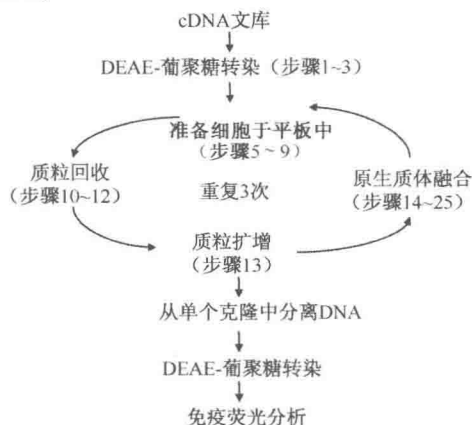 cDNA文库
DEAE-葡聚糖转染（步骤1~3）
准备细胞于平板中
（步骤5~9）
质粒回收
（步骤10~12）
重复3次
原生质体融合
（步骤14~25）
质粒扩增
（步骤13）
从单个克隆中分离DNA
DEAE-葡聚糖转染
免疫荧光分析